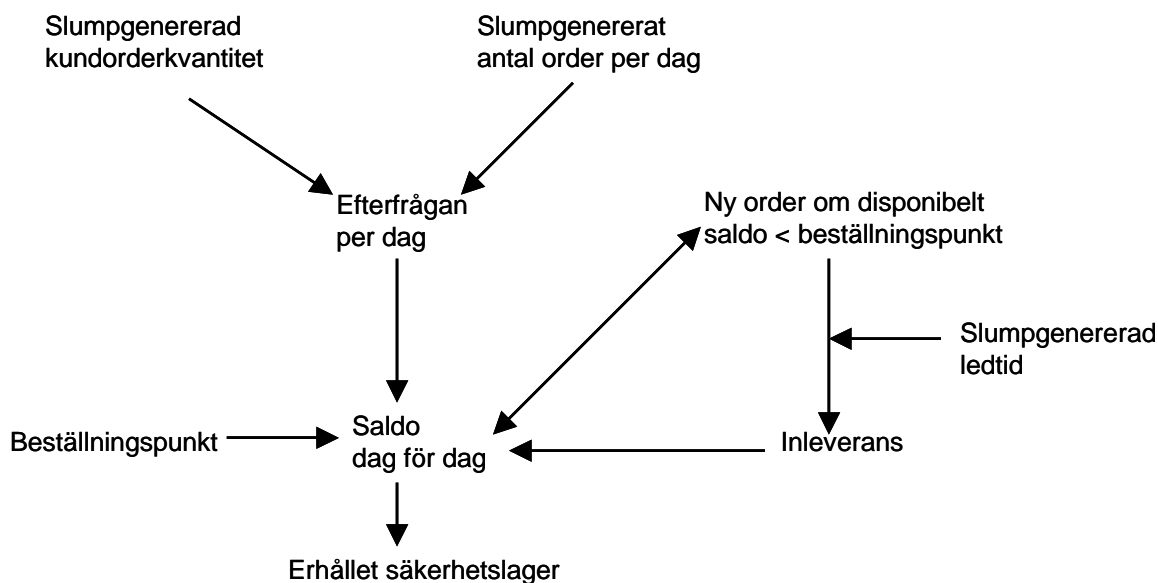 Slumpgenererad
kundorderkvantitet
Slumpgenererat
antal order per dag
Efterfrågan
per dag
Ny order om disponibelt
saldo < beställningspunkt
Slumpgenererad
ledtid
Beställningspunkt
Saldo
dag för dag
Inleverans
Erhållet säkerhetslager